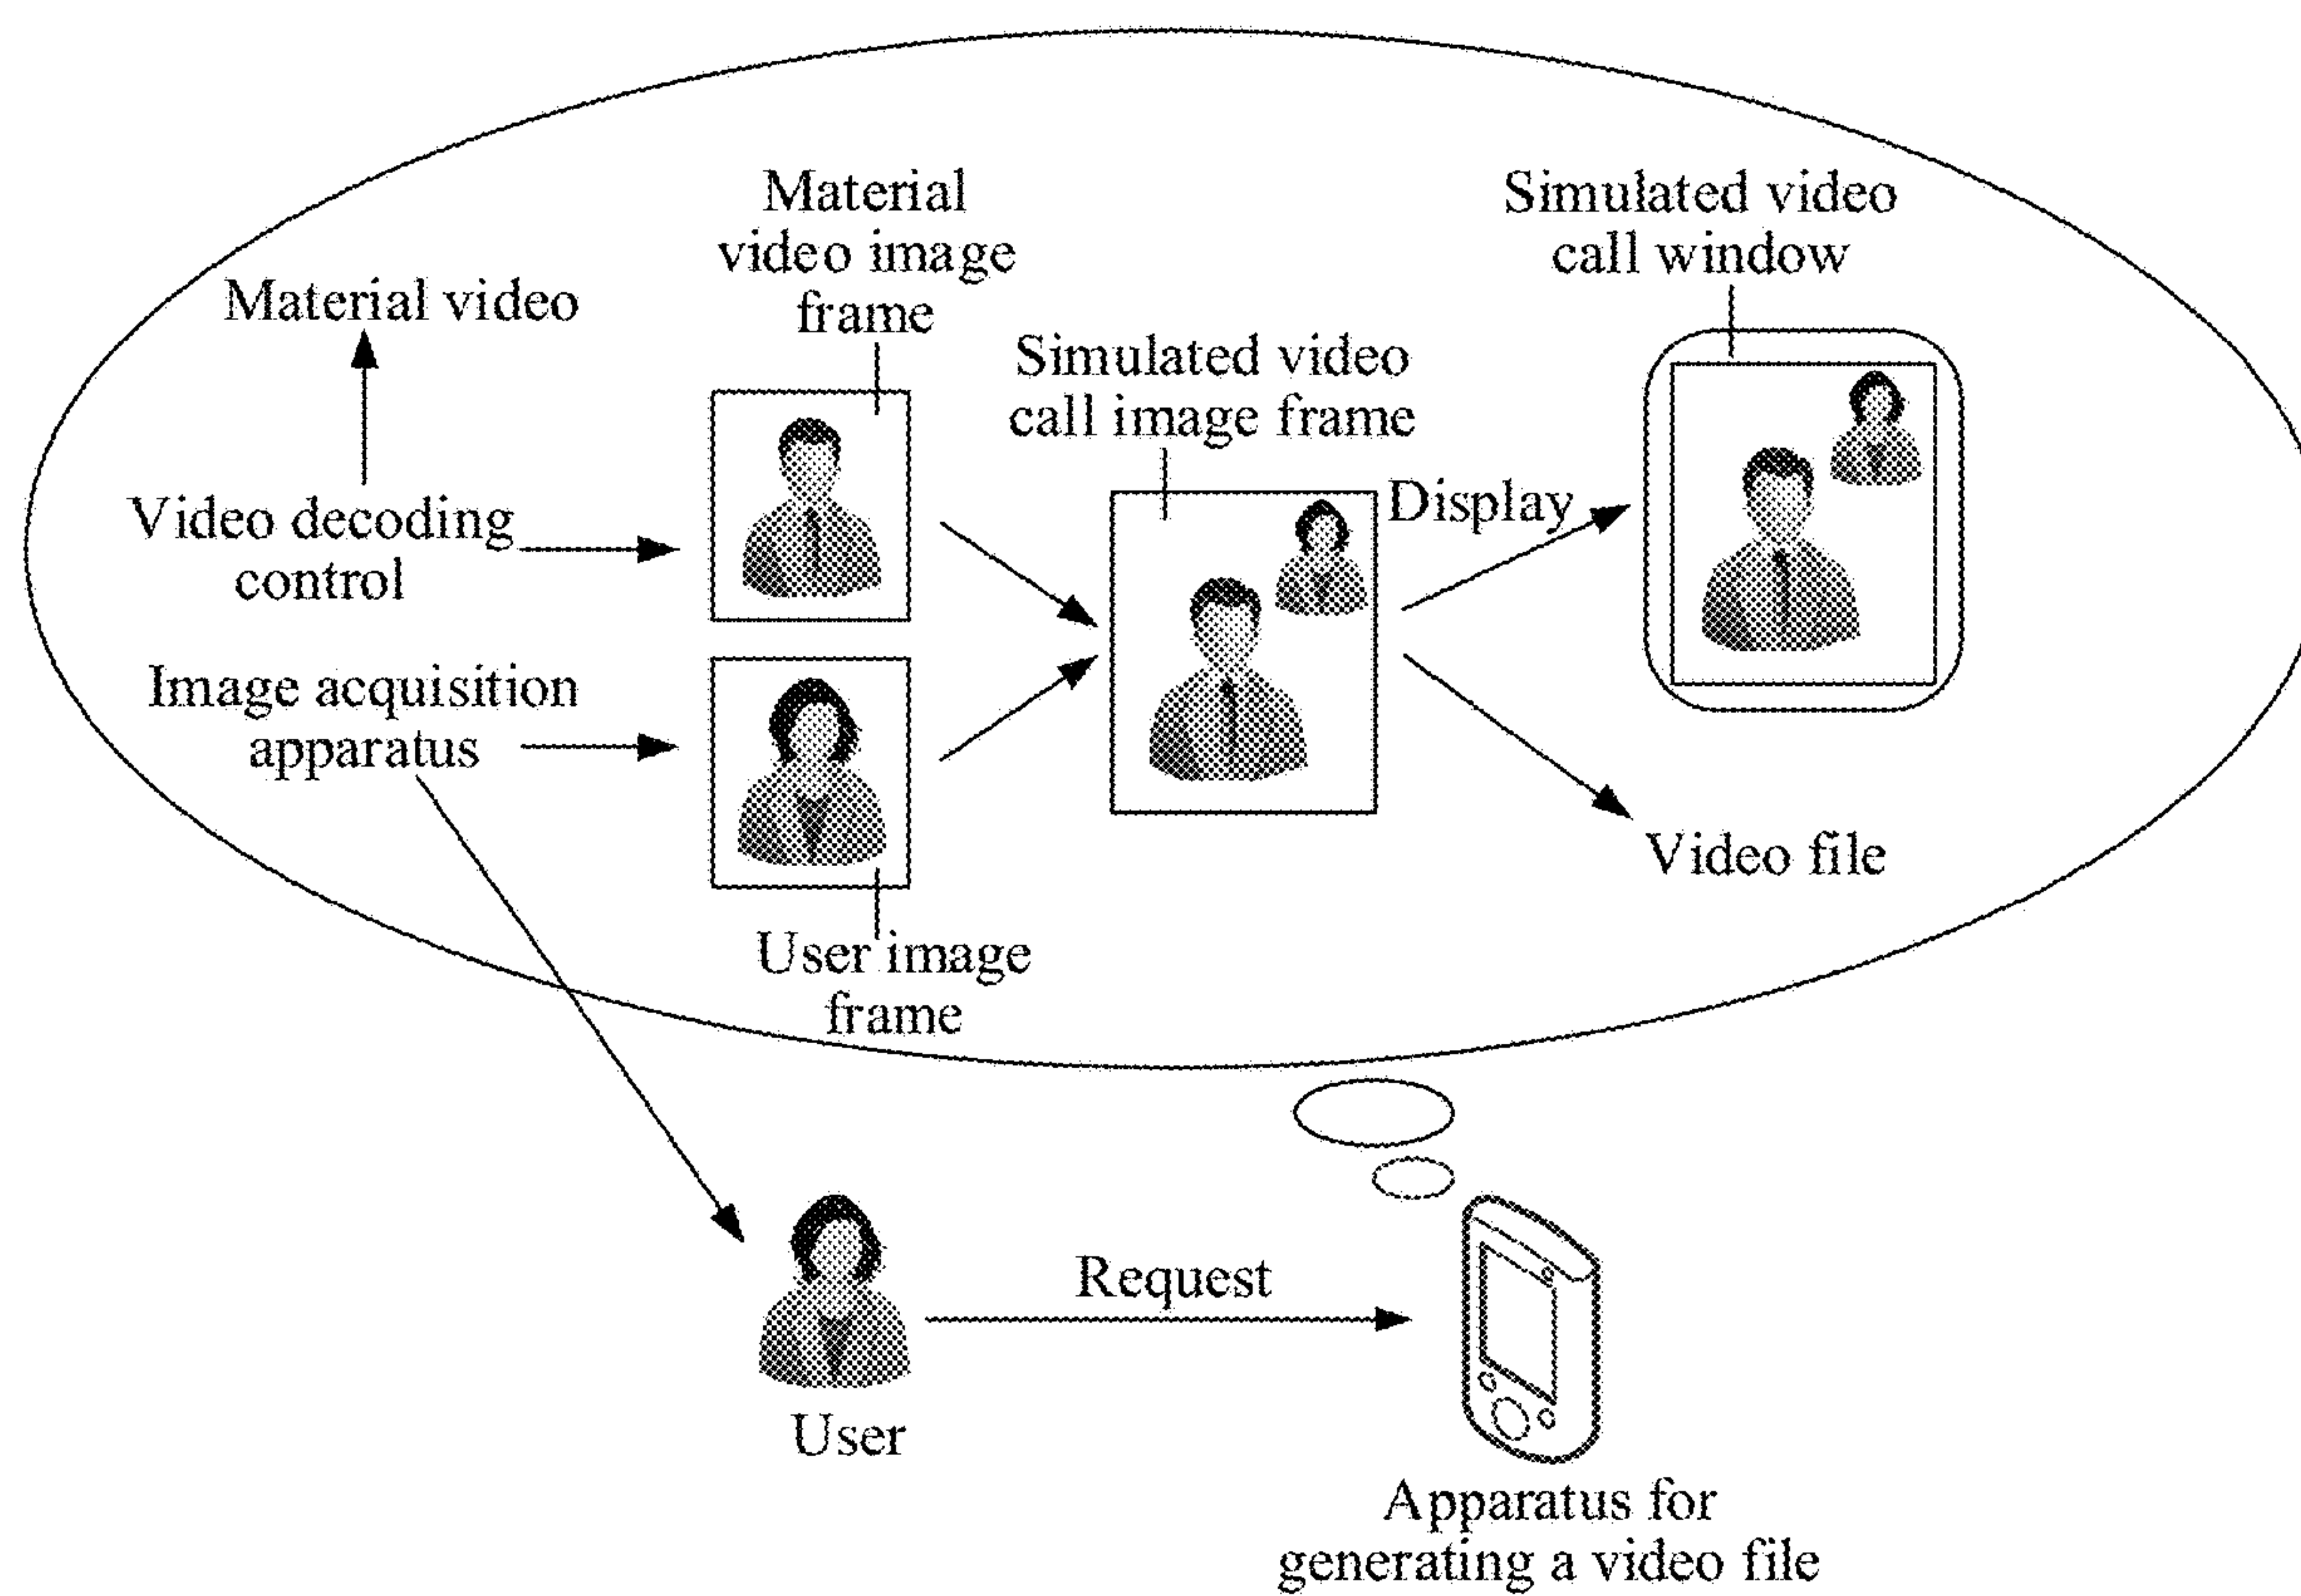 Material video
Video decoding
control
Image acquisition
apparatus
Material
video image
frame
User image
frame
Simulated video
call image frame
Display
Simulated video
call window
Video file
Request
User
Apparatus for
generating a video file